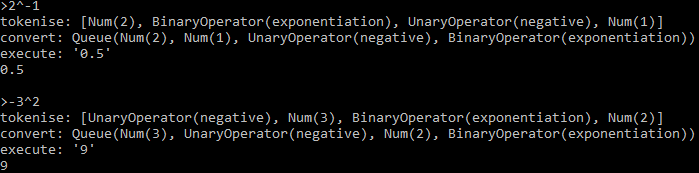 >2^-1
tokenise: [Num(2), BinaryOperator(exponentiation), UnaryOperator(negative), Num(1)]
convert: Queue(Num(2), Num(1), UnaryOperator(negative), BinaryOperator(exponentiation))
execute: '0.5'
0.5
>-3^2
tokenise: [UnaryOperator(negative), Num(3), BinaryOperator(exponentiation), Num(2)]
convert: Queue(Num(3), UnaryOperator(negative), Num(2), BinaryOperator(exponentiation))
execute: '9'
9